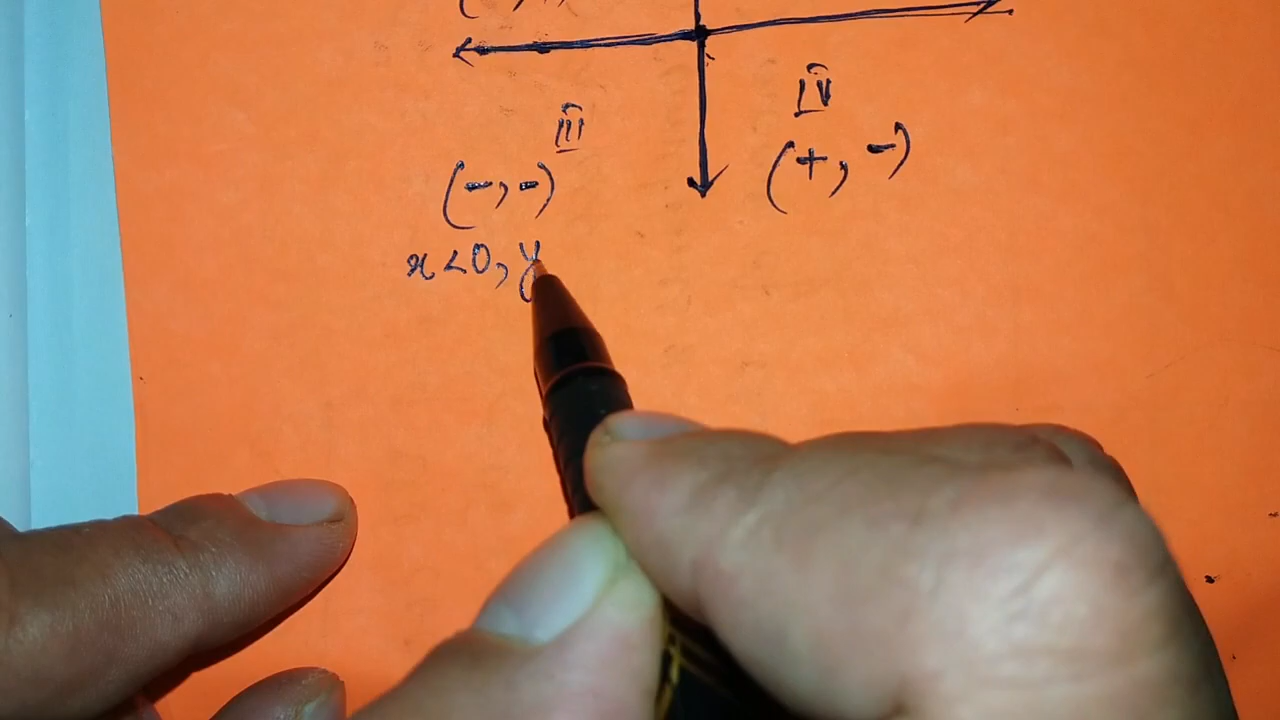 IV
III
(+, -)
(-, -)
x<0, y